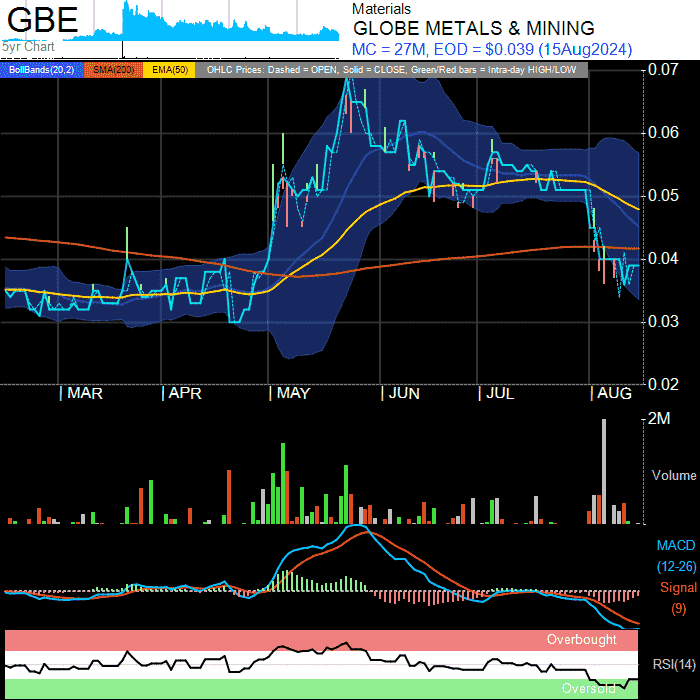 GBE
5yr Chart
Materials
GLOBE METALS & MINING
MC = 27M, EOD = $0.039 (15Aug2024)
BollBands(20,2) SMA(200) EMA(50) OHLC Prices: Dashed = OPEN, Solid = CLOSE, Green/Red bars = Intra-day HIGH/LOW
0.07
0.06
0.05
0.04
0.03
0.02
MAR APR MAY JUN JUL AUG
2M
Volume
MACD
(12-26)
Signal
(9)
Overbought
RSI(14)
Oversold